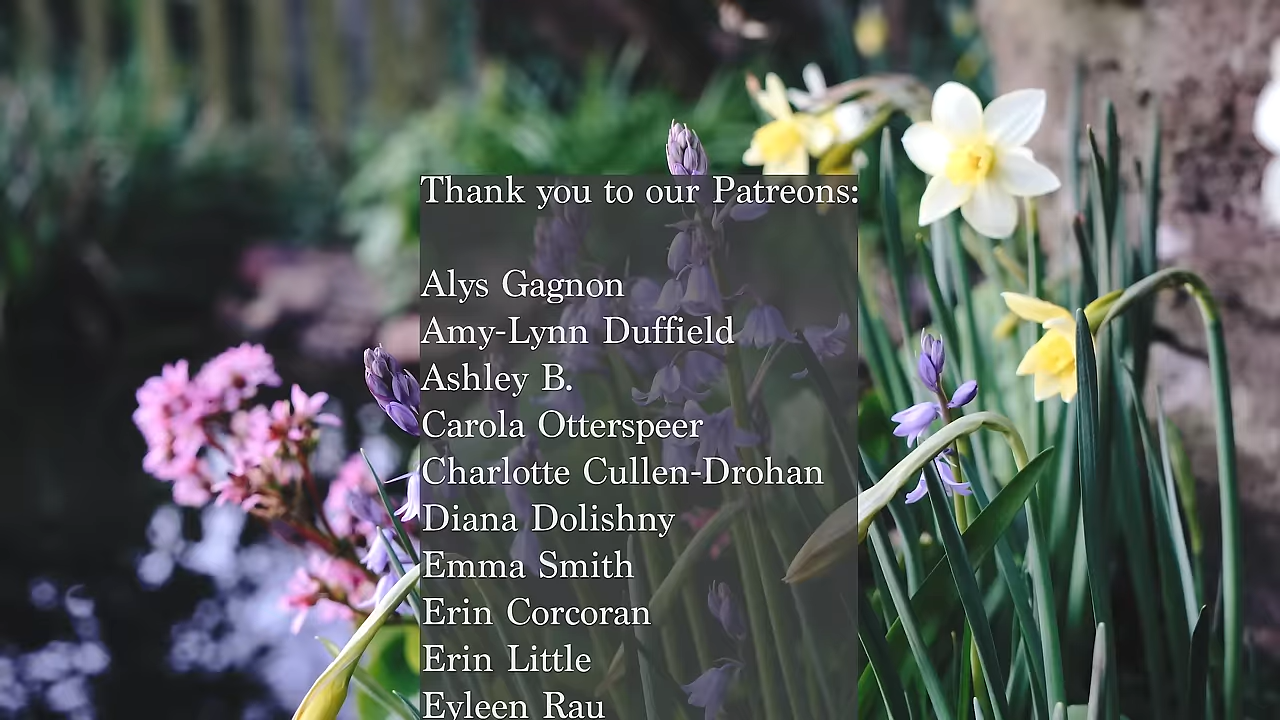 Thank you to our Patreons:
Alys Gagnon
Amy-Lynn Duffield
Ashley B.
Carola Otterspeer
Charlotte Cullen-Drohan
Diana Dolishny
Emma Smith
Erin Corcoran
Erin Little
Eyleen Rau